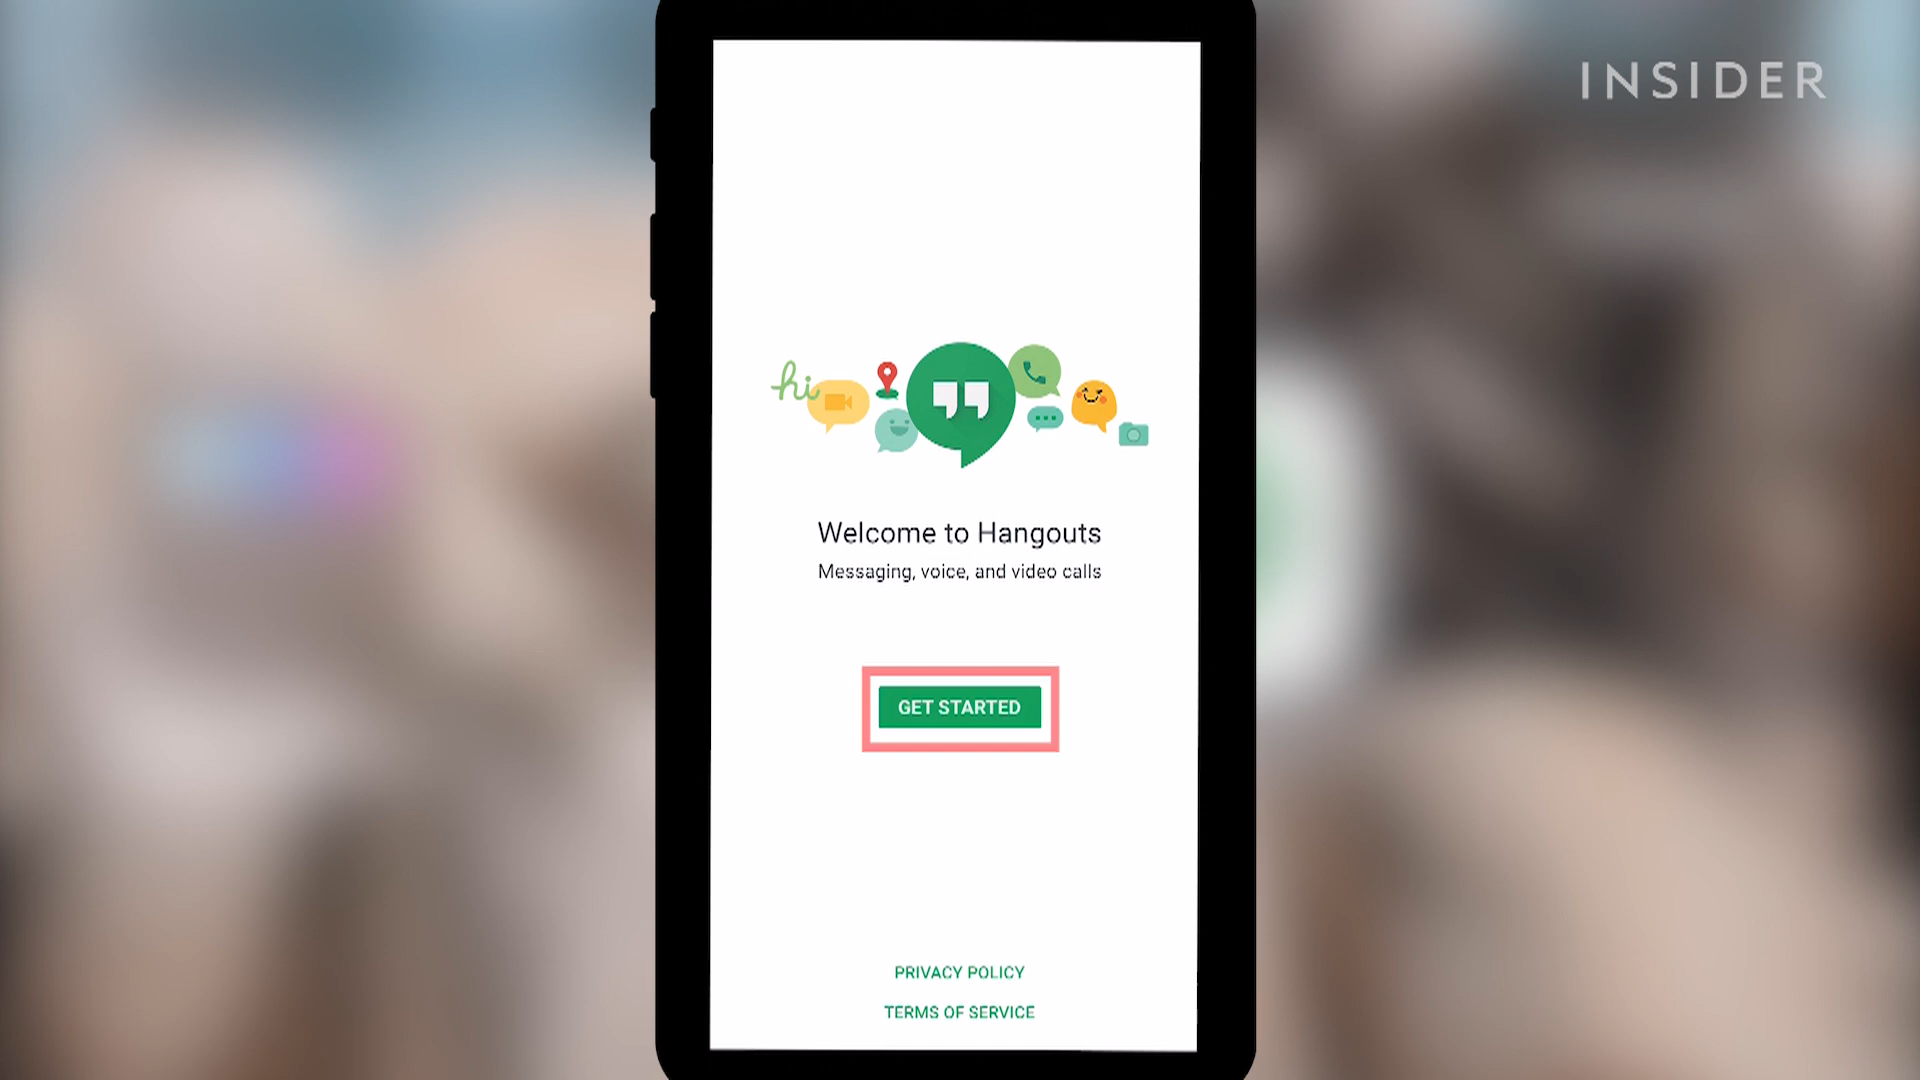 INSIDER
hi
Welcome to Hangouts
Messaging, voice, and video calls
GET STARTED
PRIVACY POLICY
TERMS OF SERVICE